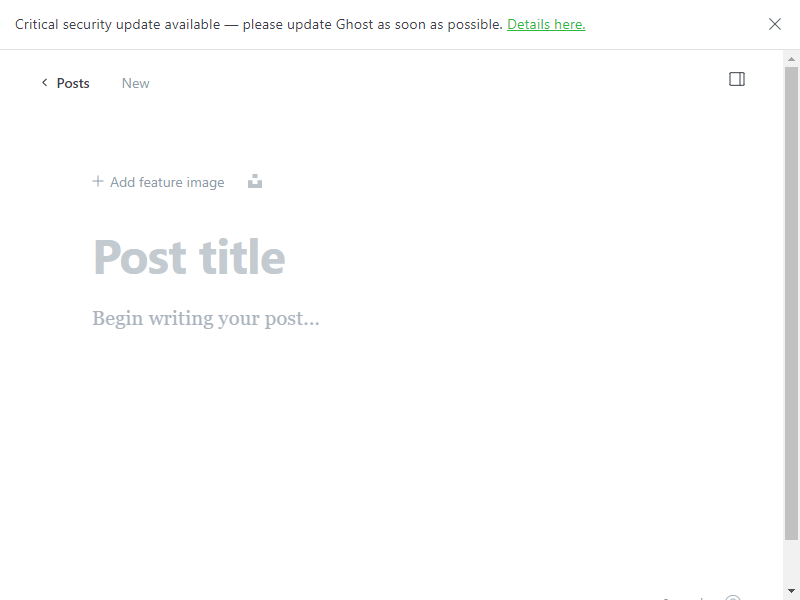 Critical security update available — please update Ghost as soon as possible. Details here.
Posts New
Add feature image
Post title
Begin writing your post...